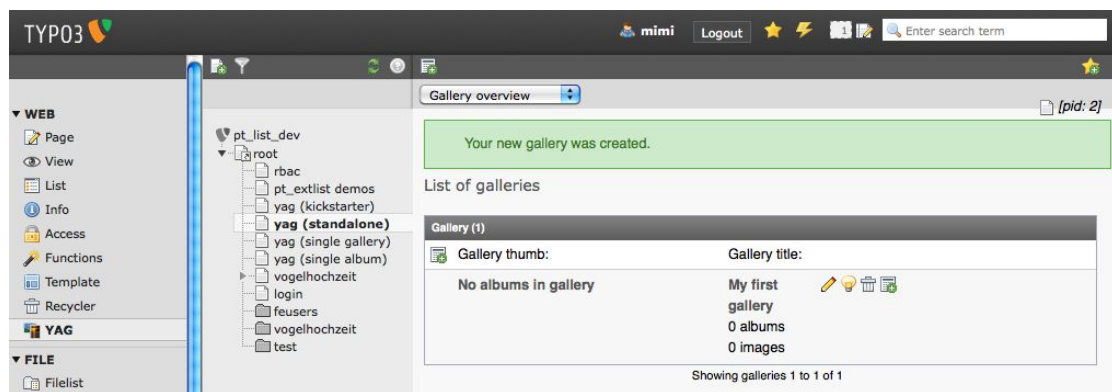 TYPO3
mimi
Logout
1
Enter search term
Gallery overview
[pid: 2]
WEB
Page
View
List
Info
Access
Functions
Template
Recycler
YAG
FILE
Filelist
pt_list_dev
root
rbac
pt_extlist demos
yag (kickstarter)
yag (standalone)
yag (single gallery)
yag (single album)
vogelhochzeit
login
feusers
vogelhochzeit
test
Your new gallery was created.
List of galleries
Gallery (1)
Gallery thumb: Gallery title:
No albums in gallery My first
gallery
0 albums
0 images
Showing galleries 1 to 1 of 1